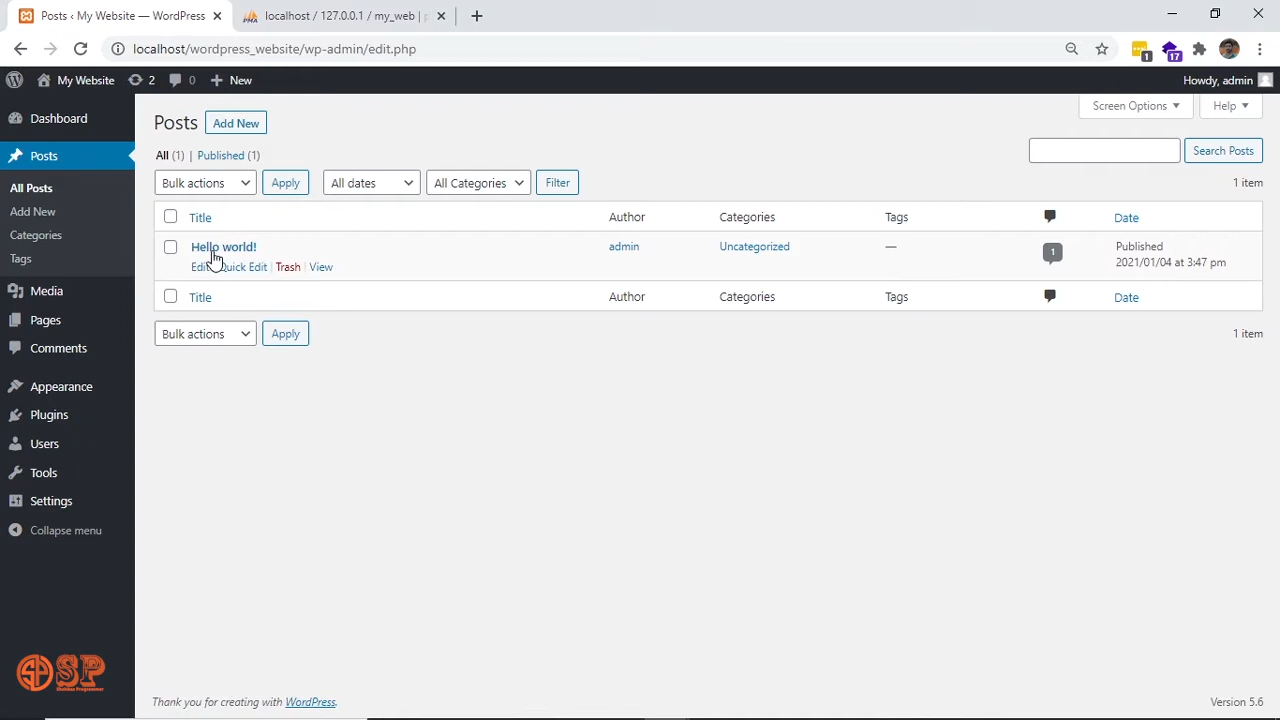 Posts ‹ My Website — WordPress
localhost / 127.0.0.1 / my_web | p
localhost/wordpress_website/wp-admin/edit.php
1
17
My Website 2 0 New
Howdy, admin
Dashboard
Posts
All Posts
Add New
Categories
Tags
Media
Pages
Comments
Appearance
Plugins
Users
Tools
Settings
Collapse menu
Posts Add New
Screen Options Help
All (1) | Published (1)
Search Posts
Bulk actions Apply All dates All Categories Filter
1 item
Title Author Categories Tags Date
Hello world! admin Uncategorized — 1 Published
2021/01/04 at 3:47 pm
Edit | Quick Edit | Trash | View
Title Author Categories Tags Date
Bulk actions Apply
1 item
SP
Thank you for creating with WordPress.
Version 5.6